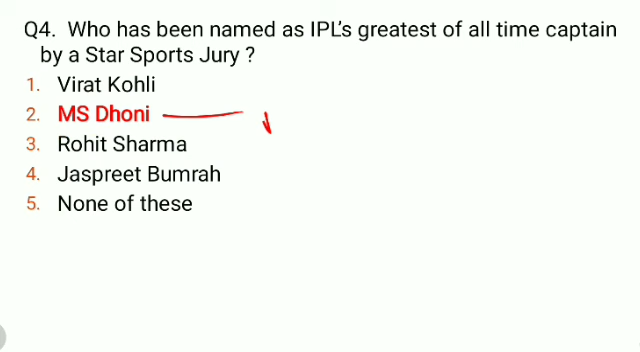 Q4. Who has been named as IPL's greatest of all time captain
by a Star Sports Jury ?
1. Virat Kohli
2. MS Dhoni
3. Rohit Sharma
4. Jaspreet Bumrah
5. None of these